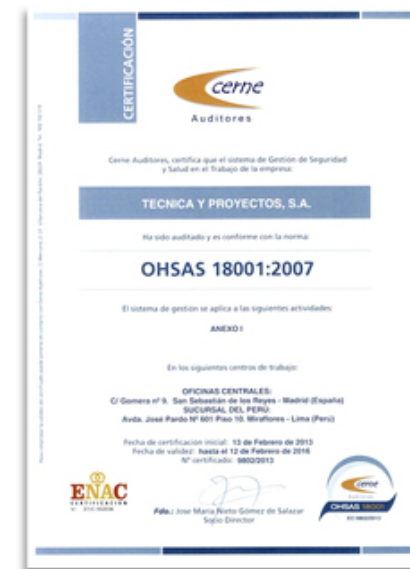 CERTIFICACIÓN
cerne
Auditores
Cerne Auditores, certifica que el sistema de Gestión de Seguridad
y Salud en el Trabajo de la empresa:
TECNICA Y PROYECTOS, S.A.
Ha sido auditado y es conforme con la norma:
OHSAS 18001:2007
El sistema de gestión se aplica a las siguientes actividades:
ANEXO I
En los siguientes centros de trabajo:
OFICINAS CENTRALES:
C/ Gomera nº 9. San Sebastián de los Reyes - Madrid (España)
SUCURSAL DEL PERÚ:
Avda. José Pardo Nº 601 Piso 10. Miraflores - Lima (Perú)
Fecha de certificación inicial: 13 de Febrero de 2013
Fecha de validez: hasta el 12 de Febrero de 2016
Nº certificado: 9802/2013
ENAC
CERTIFICACIÓN
Fdo.: Jose María Nieto Gómez de Salazar
Socio Director
cerne
Auditores
OHSAS 18001